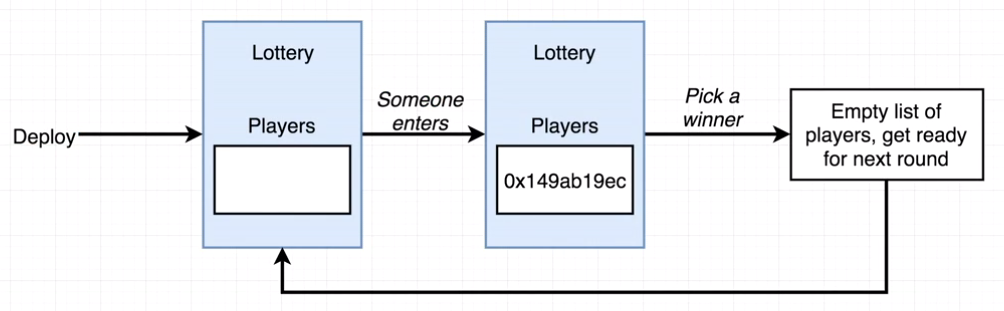 Deploy
Lottery
Players
Someone
enters
Lottery
Players
0x149ab19ec
Pick a
winner
Empty list of
players, get ready
for next round